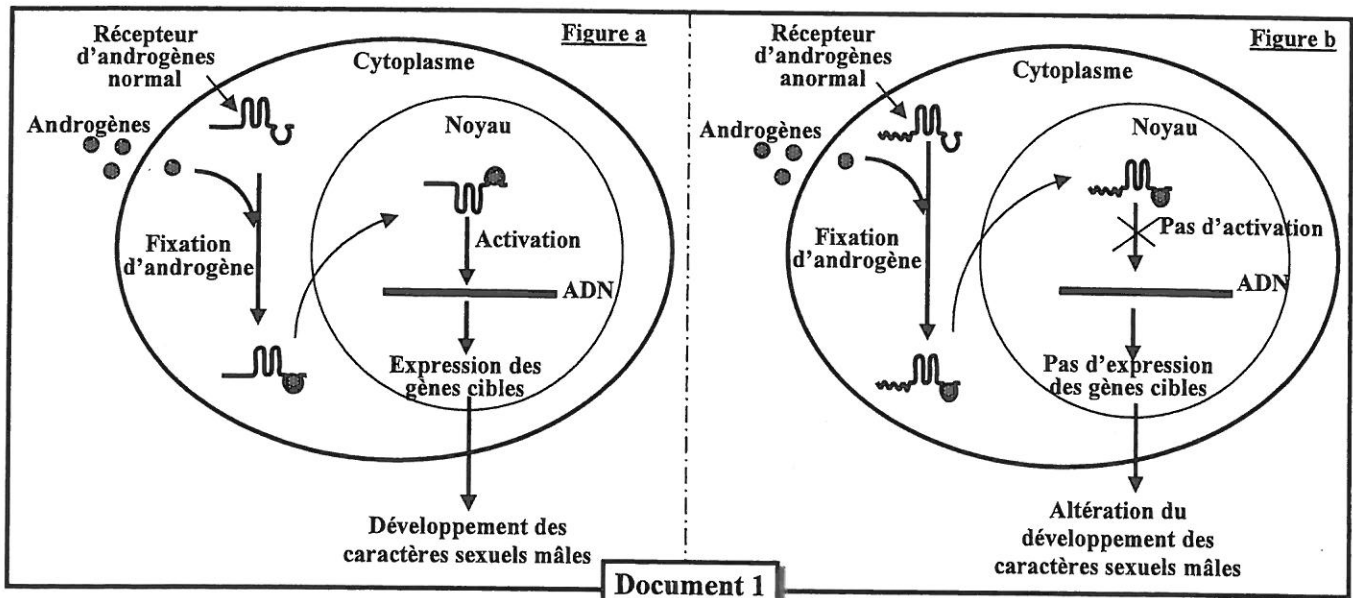 Figure a
Récepteur
d'androgènes
normal
Cytoplasme
Androgènes
Noyau
Fixation
d'androgène
Activation
ADN
Expression des
gènes cibles
Développement des
caractères sexuels mâles
Figure b
Récepteur
d'androgènes
anormal
Cytoplasme
Androgènes
Noyau
Fixation
d'androgène
Pas d'activation
ADN
Pas d'expression
des gènes cibles
Altération du
développement des
caractères sexuels mâles
Document 1